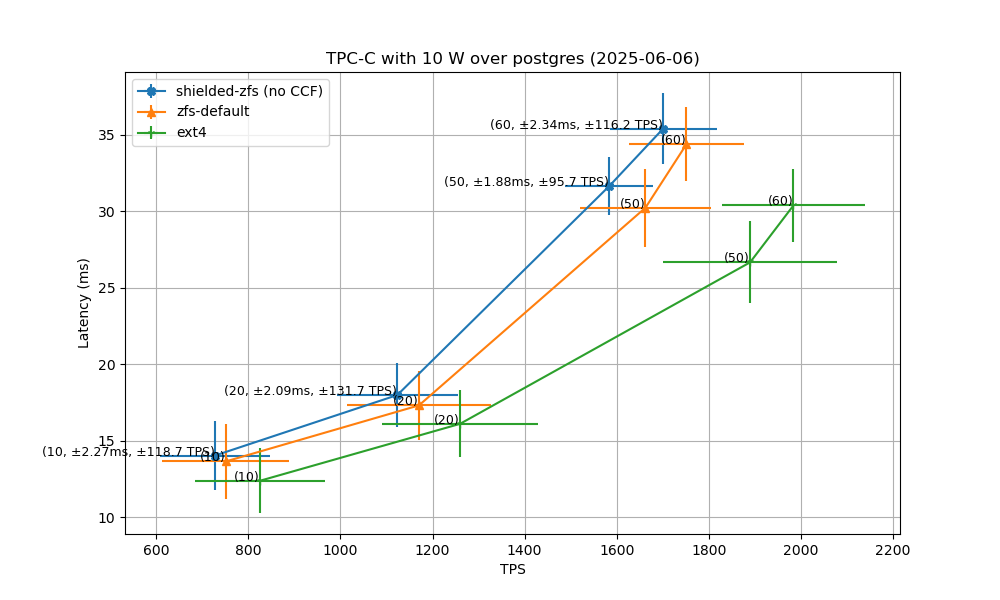 TPC-C with 10 W over postgres (2025-06-06)
shielded-zfs (no CCF)
zfs-default
ext4
(60, ±2.34ms, ±116.2 TPS)
(60)
(50, ±1.88ms, ±95.7 TPS)
(50)
(60)
(50)
(20, ±2.09ms, ±131.7 TPS)
(20)
(20)
(10, ±2.27ms, ±118.7 TPS)
(10)
(10)
35
30
25
20
15
10
Latency (ms)
600 800 1000 1200 1400 1600 1800 2000 2200
TPS